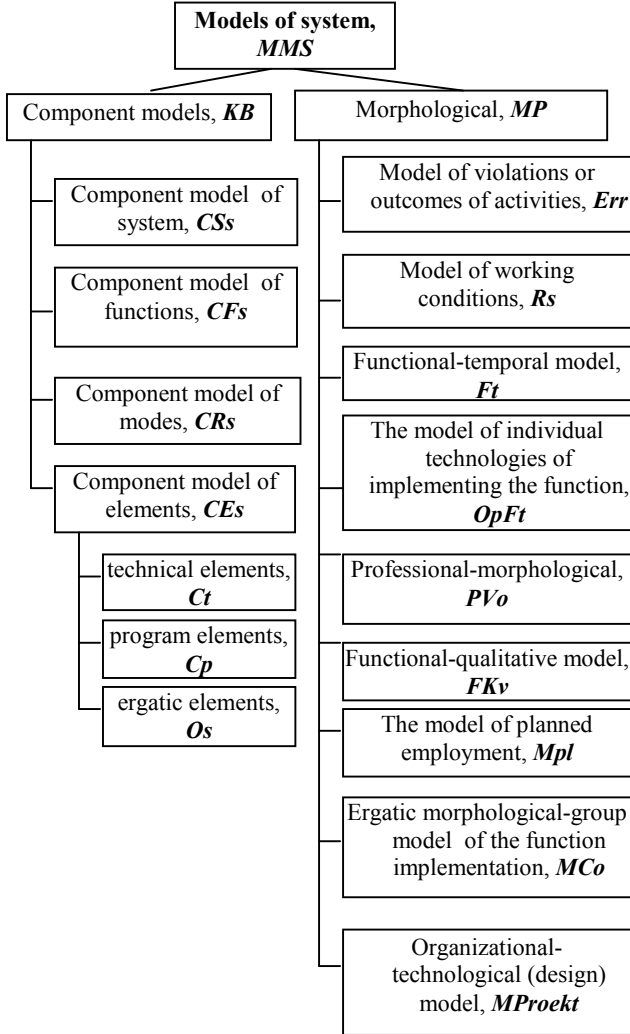 Models of system,
MMS
Component models, KB
Component model of
system, CSs
Component model of
functions, CFs
Component model of
modes, CRs
Component model of
elements, CEs
technical elements,
Ct
program elements,
Cp
ergatic elements,
Os
Morphological, MP
Model of violations or
outcomes of activities, Err
Model of working
conditions, Rs
Functional-temporal model,
Ft
The model of individual
technologies of
implementing the function,
OpFt
Professional-morphological,
PVo
Functional-qualitative model,
FKv
The model of planned
employment, Mpl
Ergatic morphological-group
model of the function
implementation, MCo
Organizational-
technological (design)
model, MProekt